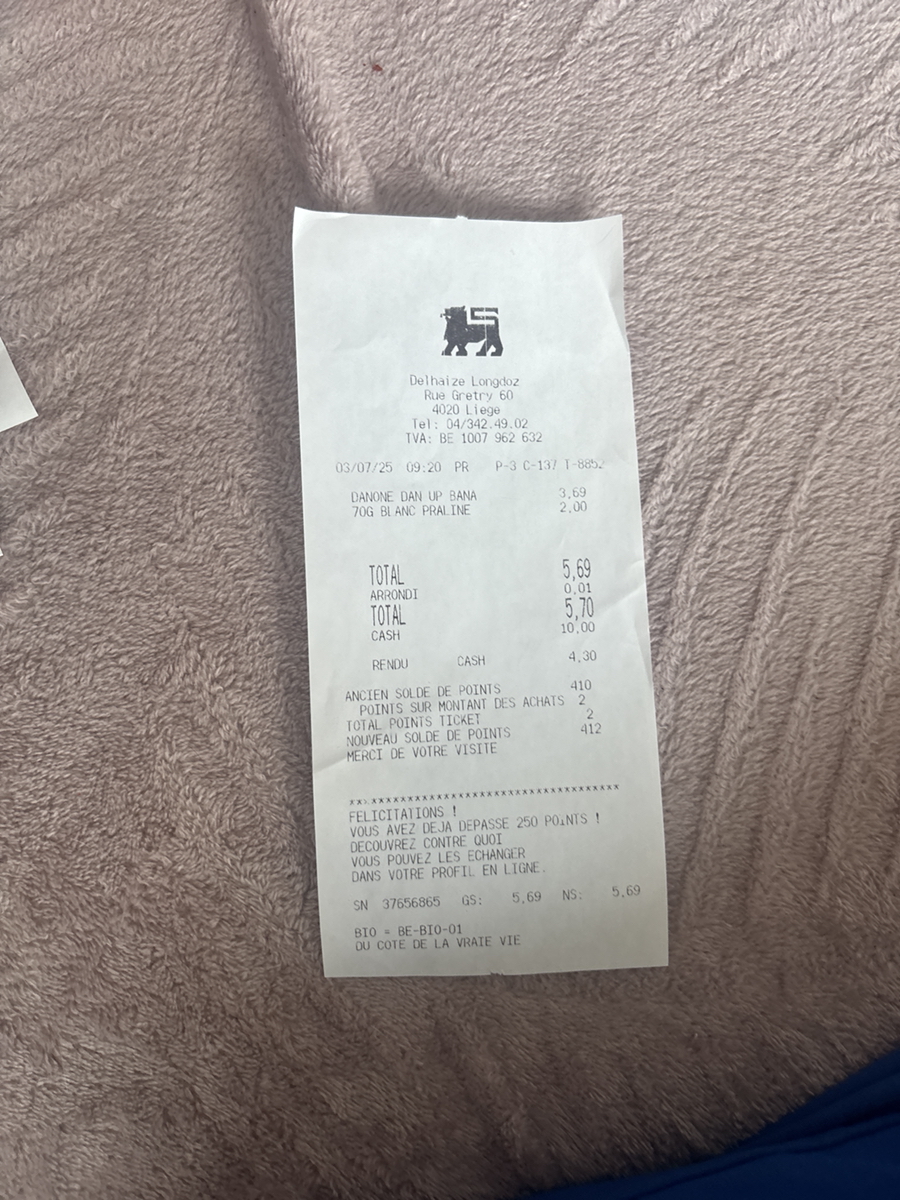 Delhaize Longdoz
Rue Gretry 60
4020 Liege
Tel: 04/342.49.02
TVA: BE 1007 962 632
03/07/25 09:20 PR P-3 C-137 T-8852
DANONE DAN UP BANA 3,69
70G BLANC PRALINE 2,00
TOTAL 5,69
ARRONDI 0,01
TOTAL 5,70
CASH 10,00
RENDU CASH 4,30
ANCIEN SOLDE DE POINTS 410
POINTS SUR MONTANT DES ACHATS 2
TOTAL POINTS TICKET 2
NOUVEAU SOLDE DE POINTS 412
MERCI DE VOTRE VISITE
FELICITATIONS !
VOUS AVEZ DEJA DEPASSE 250 POINTS !
DECOUVREZ CONTRE QUOI
VOUS POUVEZ LES ECHANGER
DANS VOTRE PROFIL EN LIGNE.
SN 37656865 GS: 5,69 NS: 5,69
BIO = BE-BIO-01
DU COTE DE LA VRAIE VIE